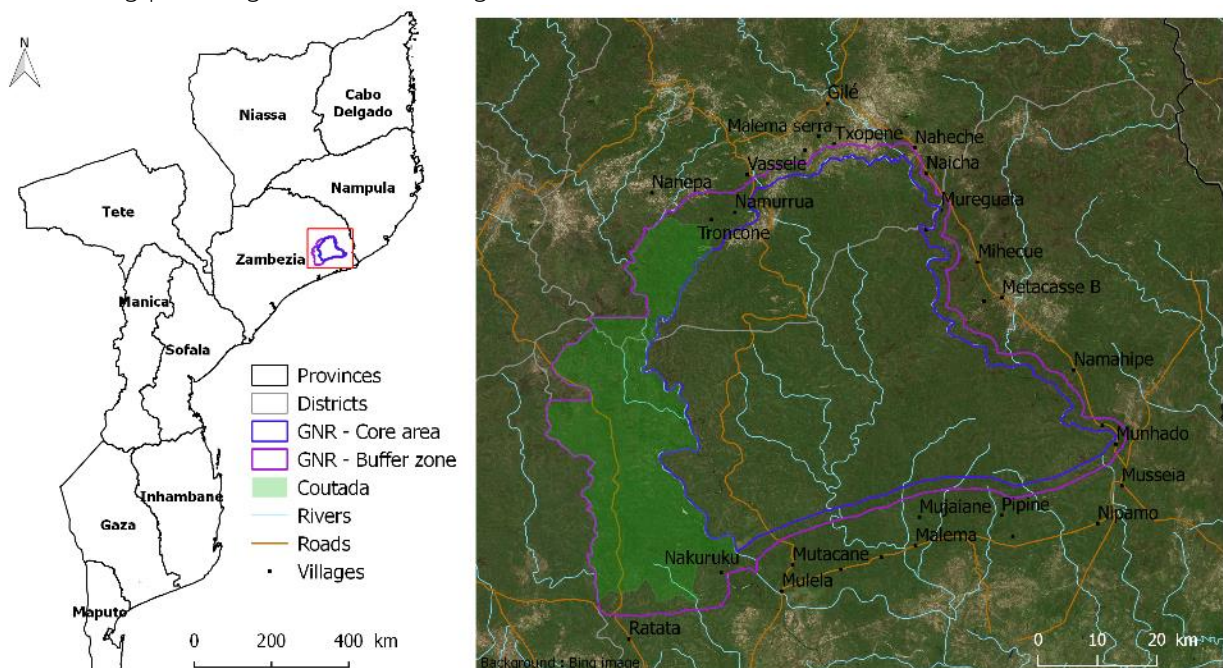 N
Cabo
Delgado
Niassa
Nampula
Tete
Zambezia
Manica
Sofala
Inhambane
Gaza
Maputo
Provinces
Districts
GNR - Core area
GNR - Buffer zone
Coutada
Rivers
Roads
Villages
0 200 400 km
Gilé
Malema serra
Txopene
Naheche
Vassele
Naicha
Nanepa
Namurrua
Mureguata
Troncone
Mihecue
Metacasse B
Namahipe
Munhado
Musseia
Mujaiane
Pipine
Nipamo
Malema
Nakuruku
Mutacane
Mulela
Ratata
0 10 20 km
Background : Bing image